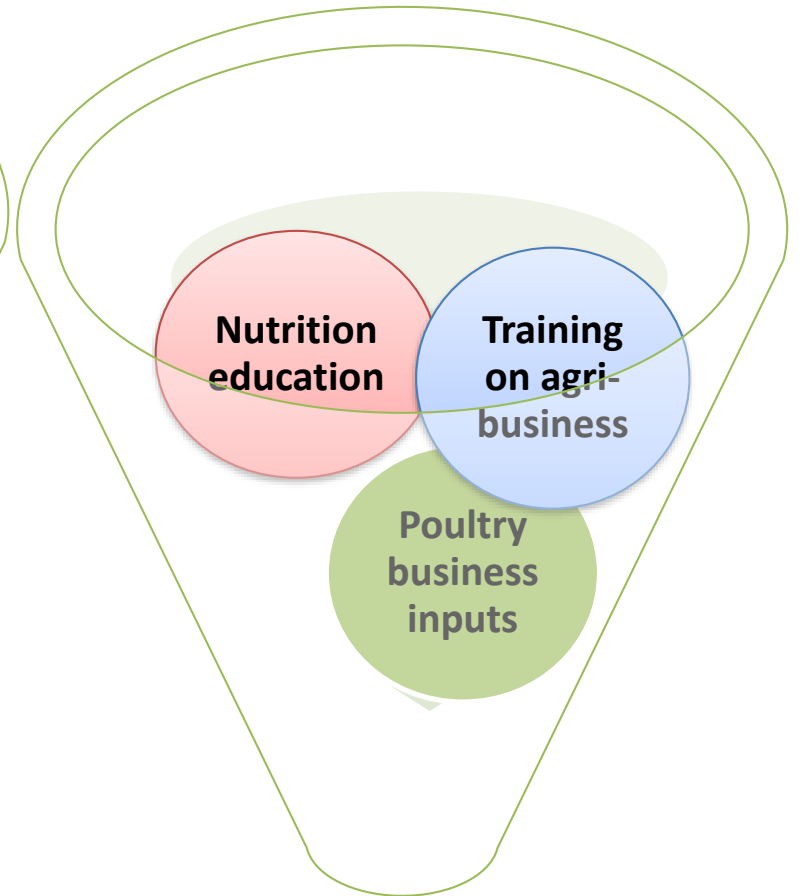 Nutrition
education
Training
on agri-
business
Poultry
business
inputs